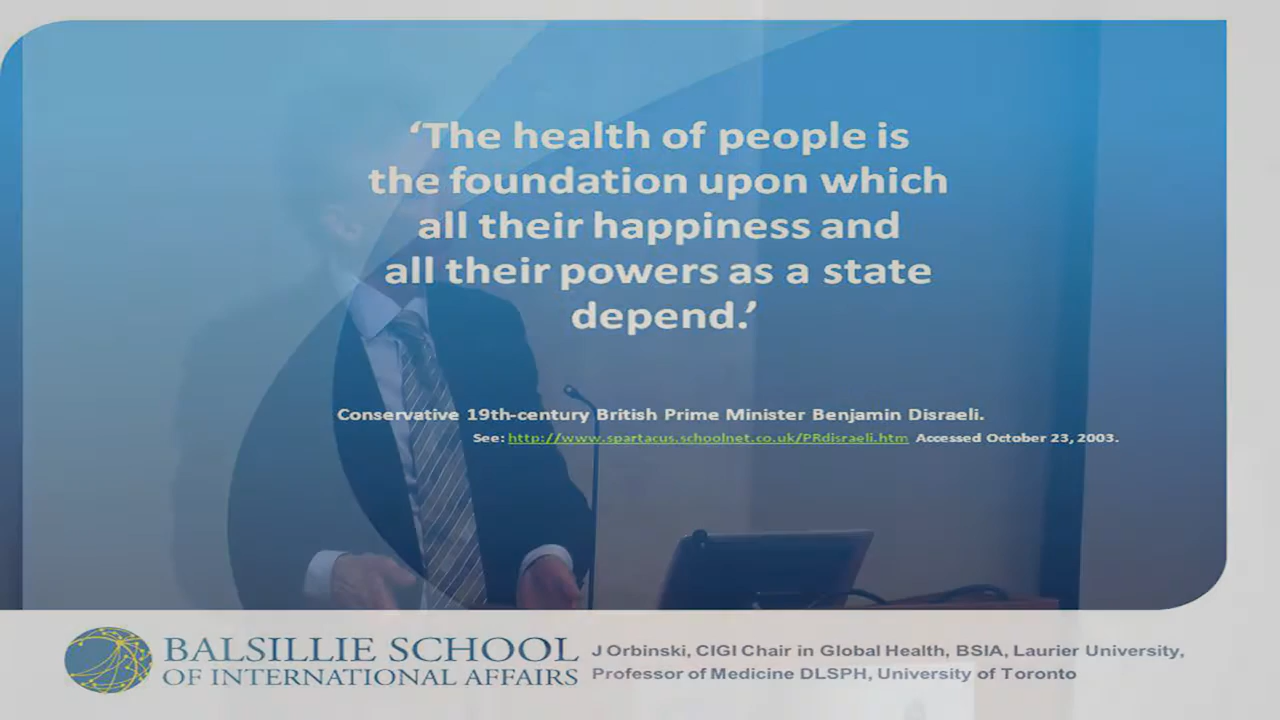 ‘The health of people is
the foundation upon which
all their happiness and
all their powers as a state
depend.’
Conservative 19th-century British Prime Minister Benjamin Disraeli.
See: http://www.spartacus.schoolnet.co.uk/PRdisraeli.htm Accessed October 23, 2003.
BALSILLIE SCHOOL
OF INTERNATIONAL AFFAIRS
J Orbinski, CIGI Chair in Global Health, BSIA, Laurier University,
Professor of Medicine DLSPH, University of Toronto